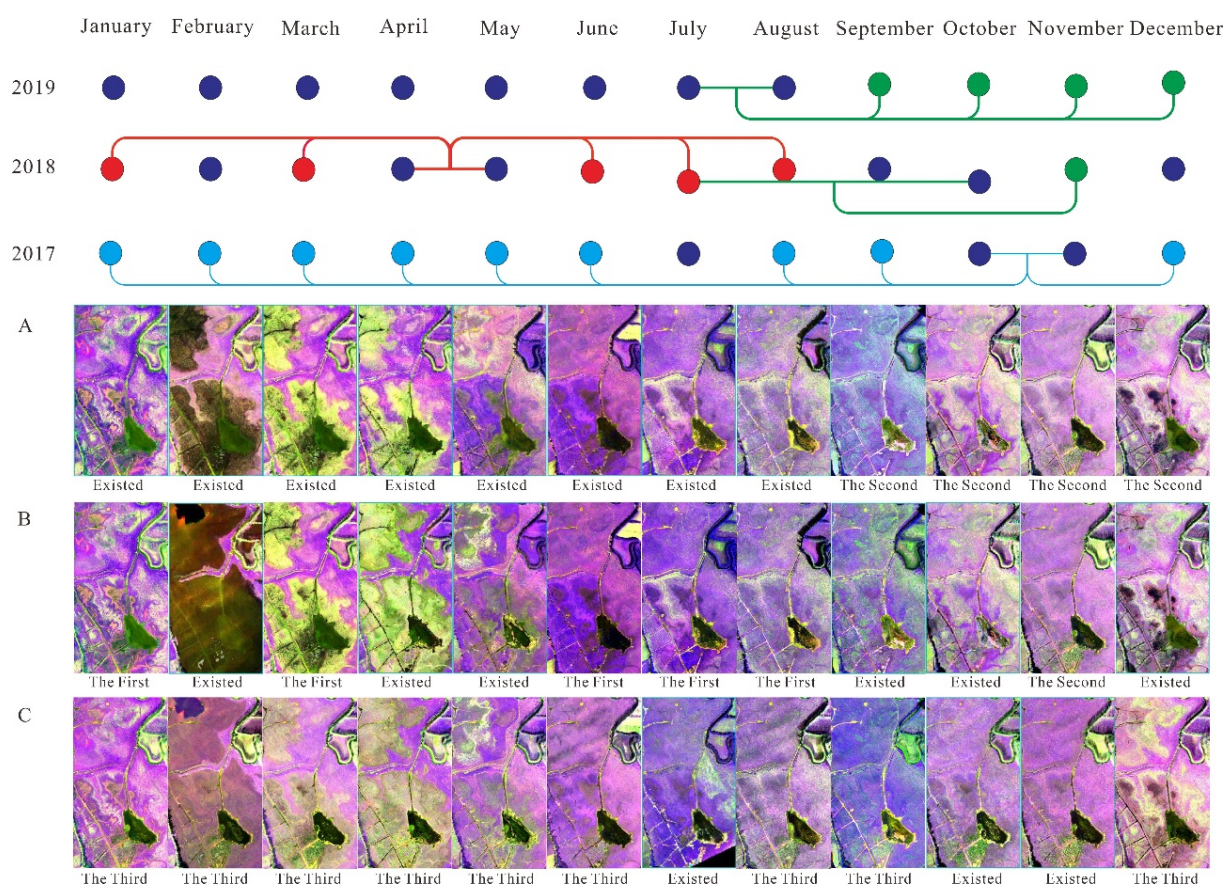 January February March April May June July August September October November December
2019
2018
2017
A
Existed Existed Existed Existed Existed Existed Existed Existed The Second The Second The Second The Second
B
The First Existed The First Existed Existed The First The First The First Existed Existed The Second Existed
C
The Third The Third The Third The Third The Third The Third Existed The Third The Third Existed Existed The Third